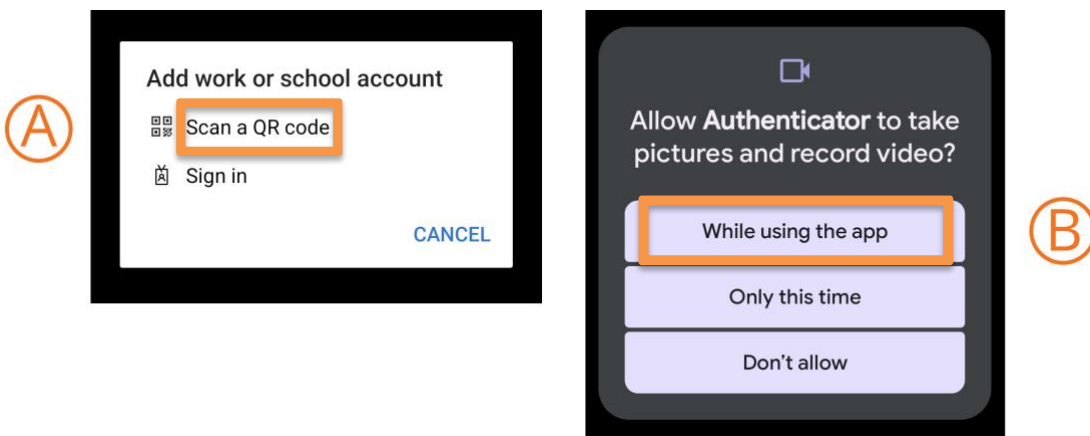 A
Add work or school account
Scan a QR code
Sign in
CANCEL
Allow Authenticator to take
pictures and record video?
While using the app
Only this time
Don't allow
B